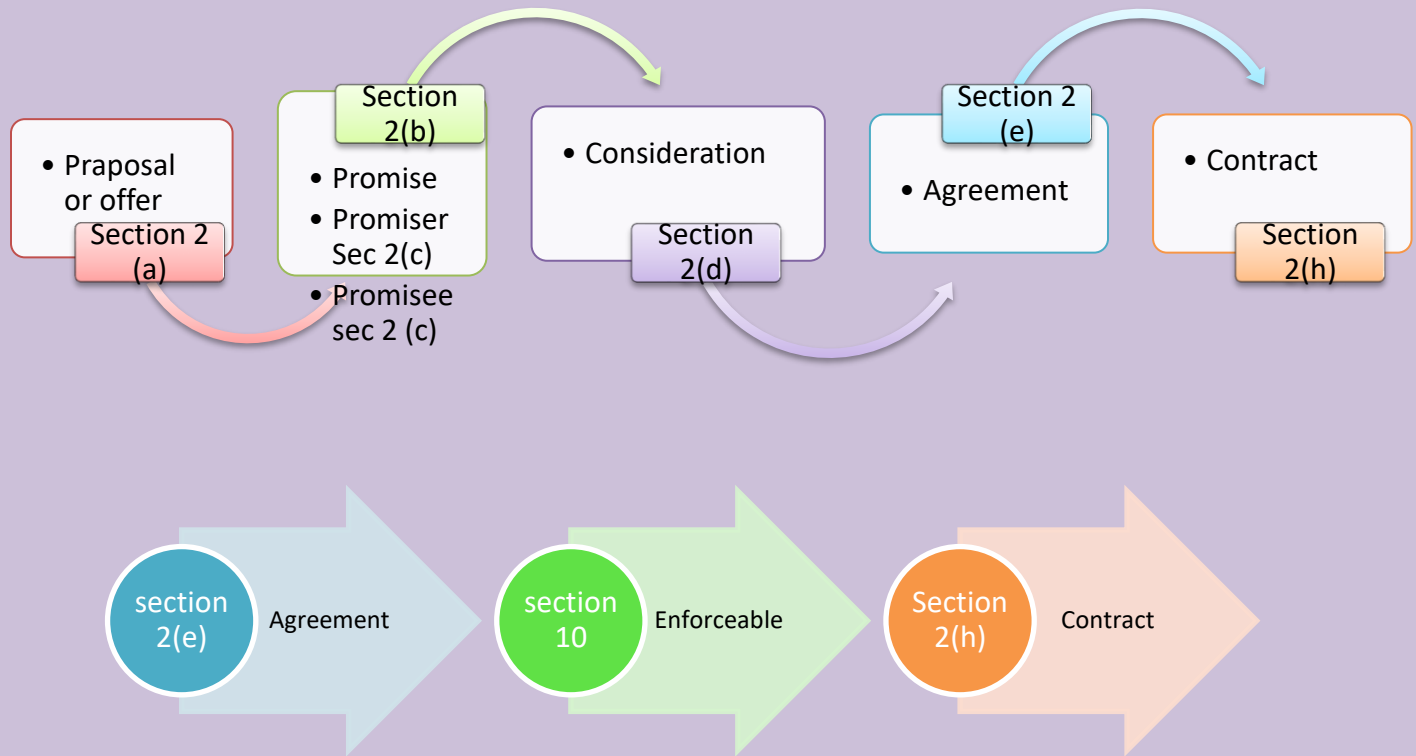 • Praposal
or offer
Section 2
(a)
Section
2(b)
• Promise
• Promiser
Sec 2(c)
• Promisee
sec 2 (c)
• Consideration
Section
2(d)
Section 2
(e)
• Agreement
• Contract
Section
2(h)
section
2(e)
Agreement
section
10
Enforceable
Section
2(h)
Contract